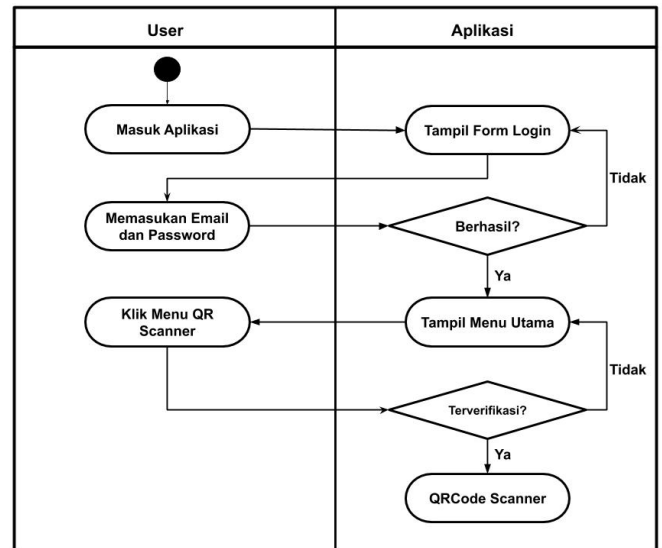 User
Aplikasi
Masuk Aplikasi
Tampil Form Login
Tidak
Memasukan Email
dan Password
Berhasil?
Ya
Klik Menu QR
Scanner
Tampil Menu Utama
Tidak
Terverifikasi?
Ya
QRCode Scanner